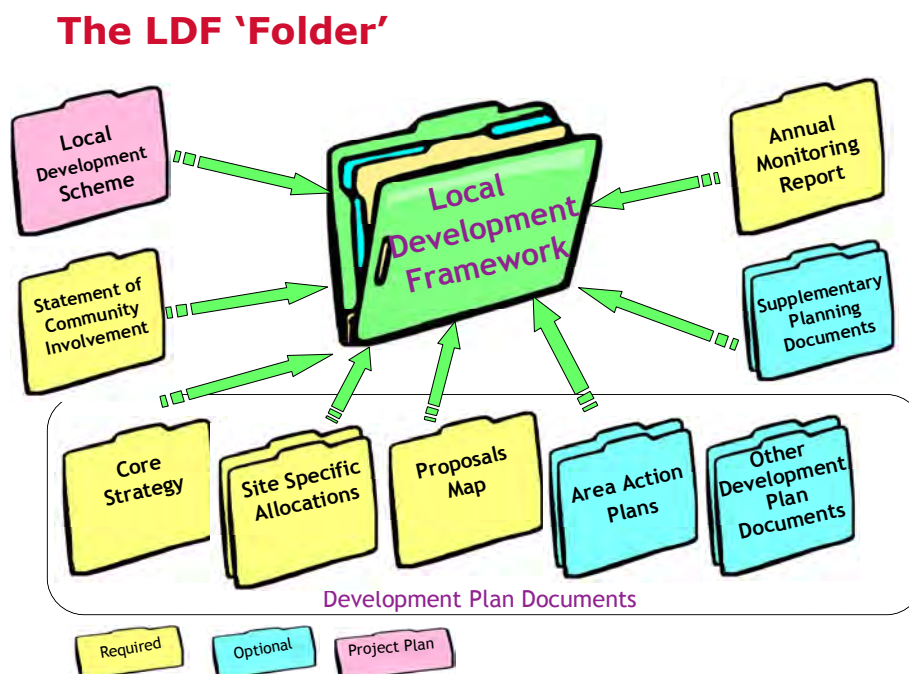 The LDF ‘Folder’
Local
Development
Scheme
Local
Development
Framework
Annual
Monitoring
Report
Statement of
Community
Involvement
Supplementary
Planning
Documents
Core
Strategy
Site Specific
Allocations
Proposals
Map
Area Action
Plans
Other
Development
Plan
Documents
Development Plan Documents
Required
Optional
Project Plan